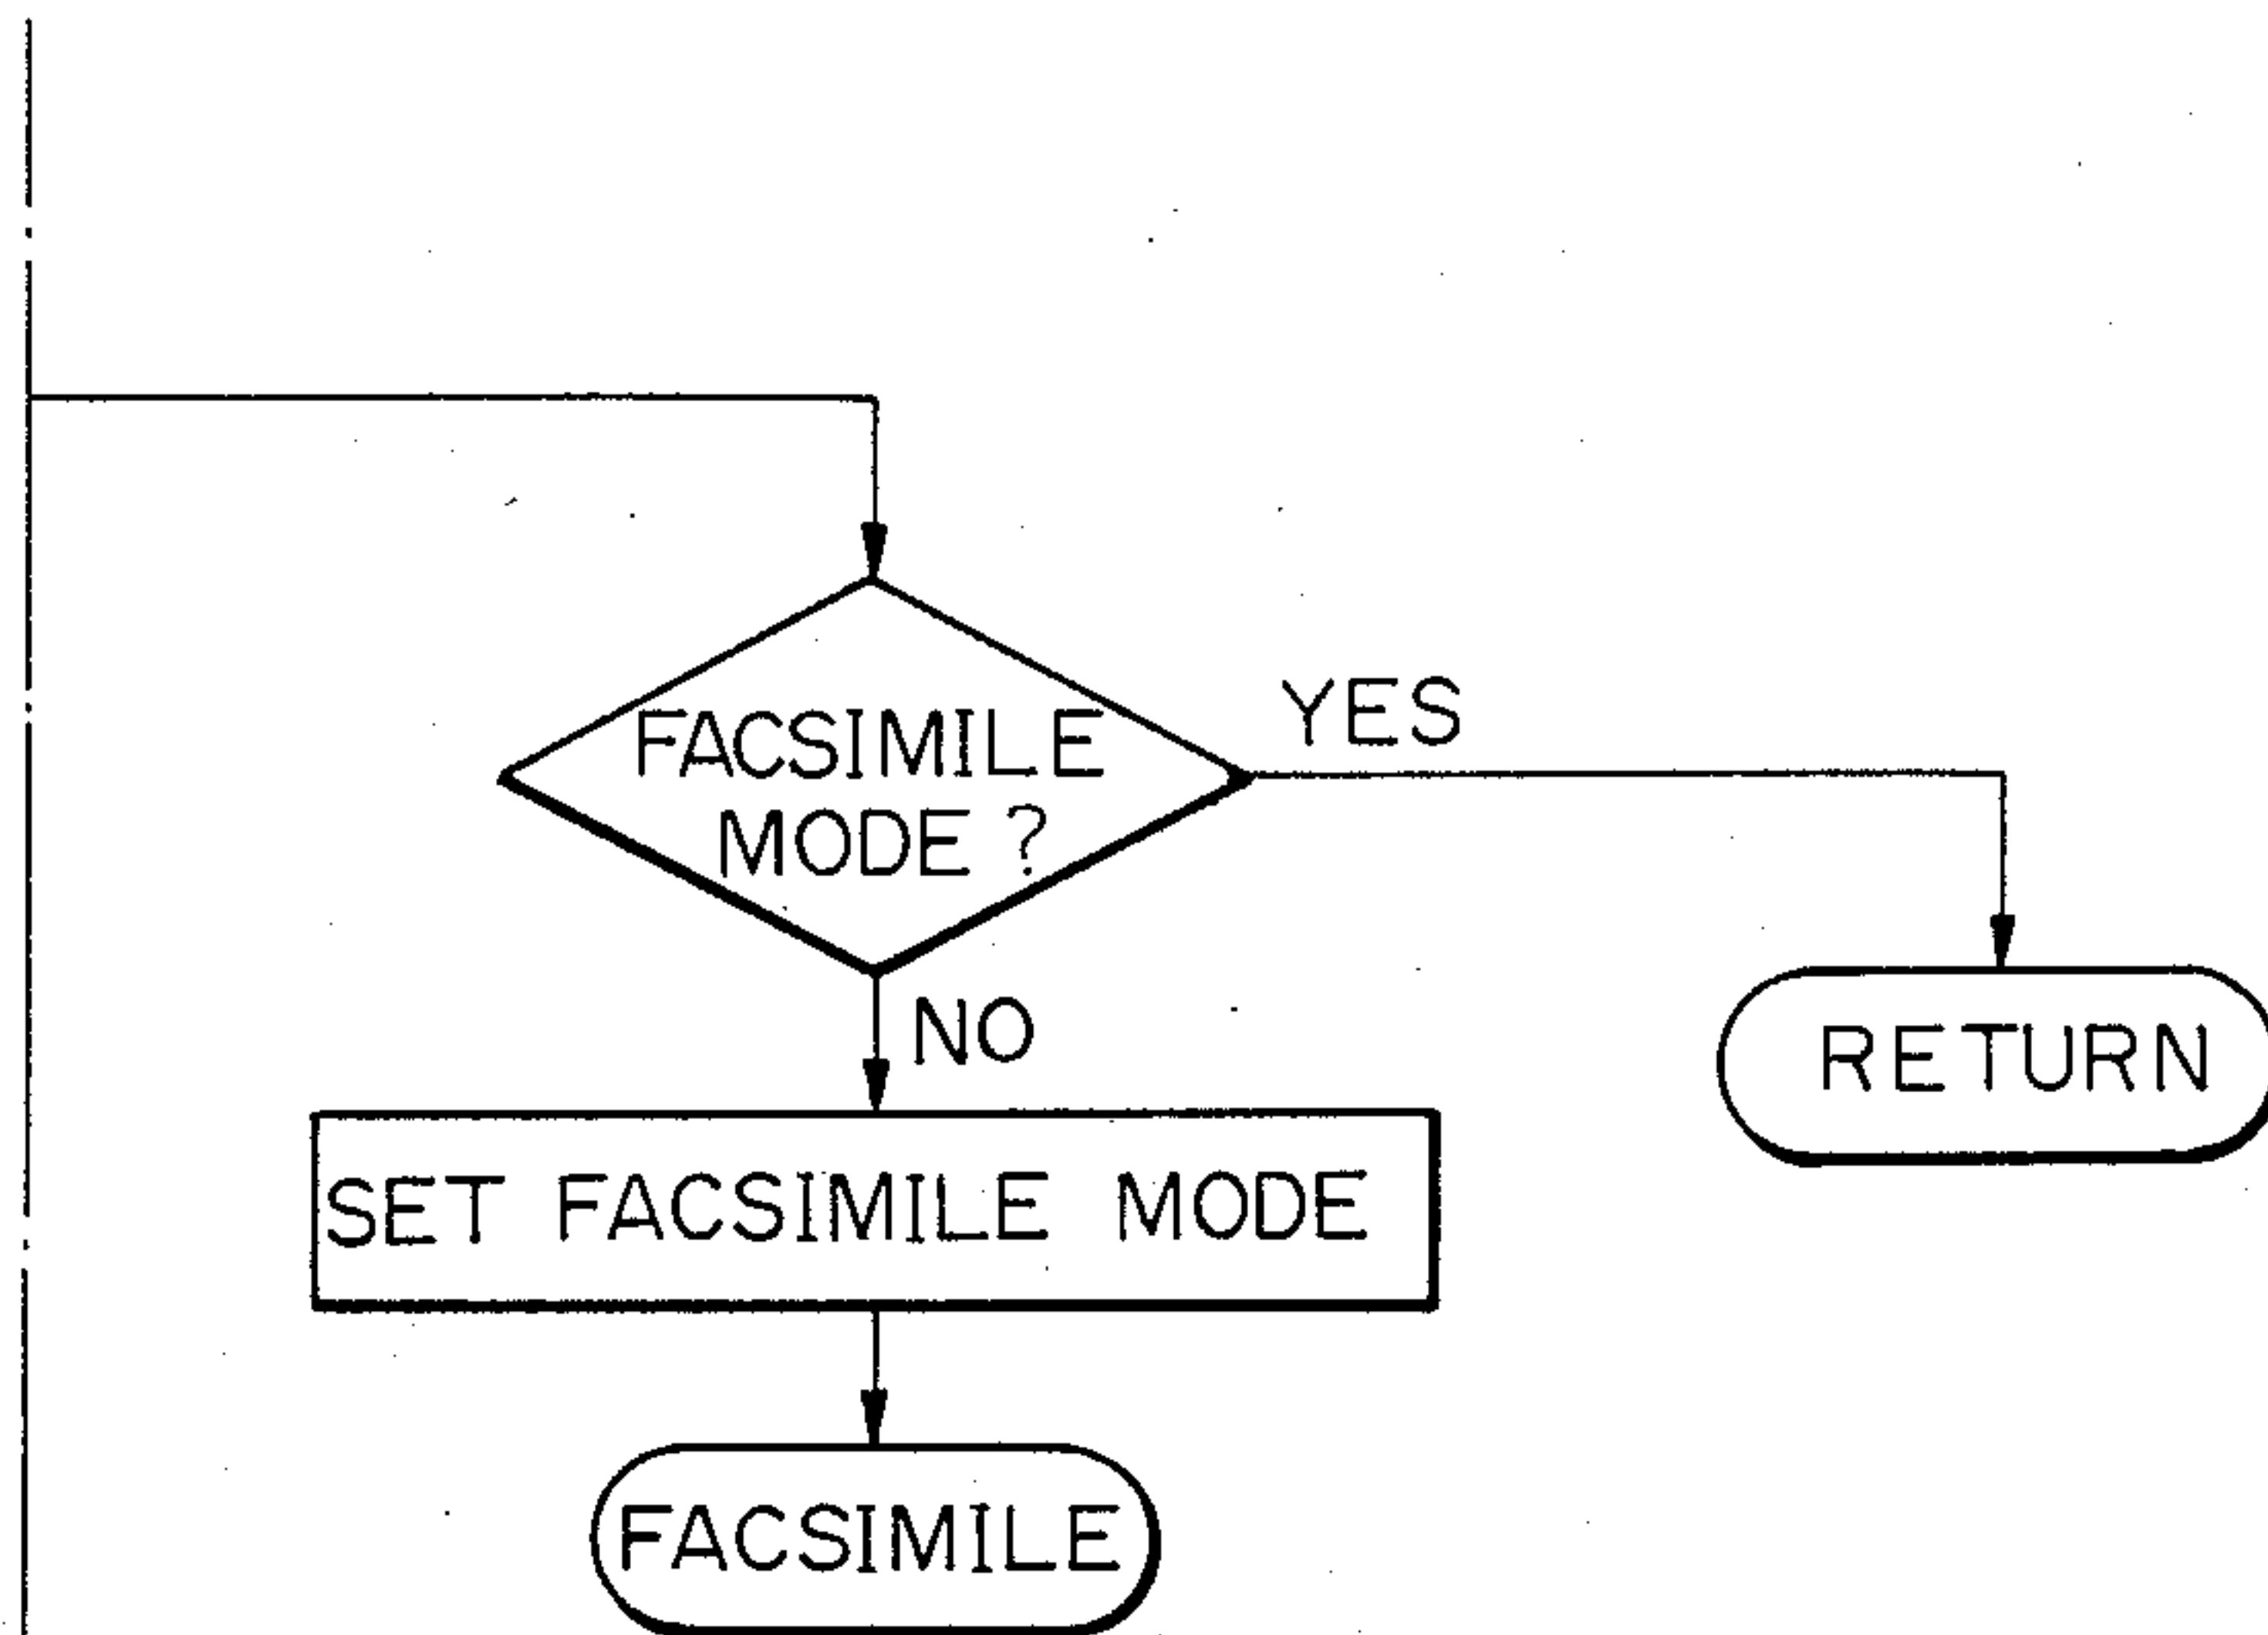 FACSIMILE
MODE ?
YES
NO
RETURN
SET FACSIMILE MODE
FACSIMILE